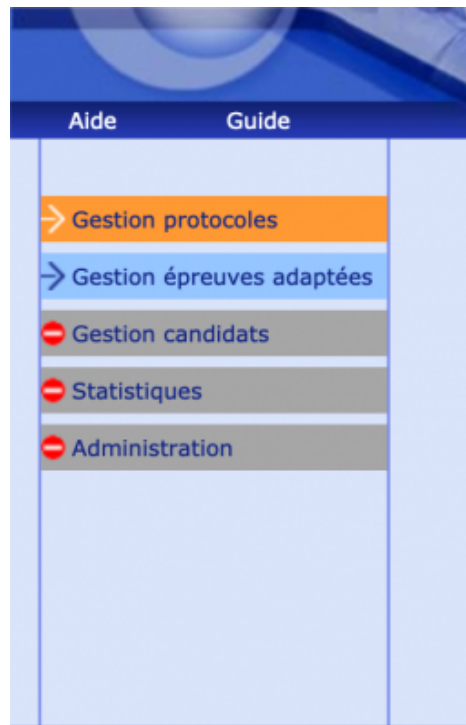 Aide Guide
Gestion protocoles
Gestion épreuves adaptées
Gestion candidats
Statistiques
Administration